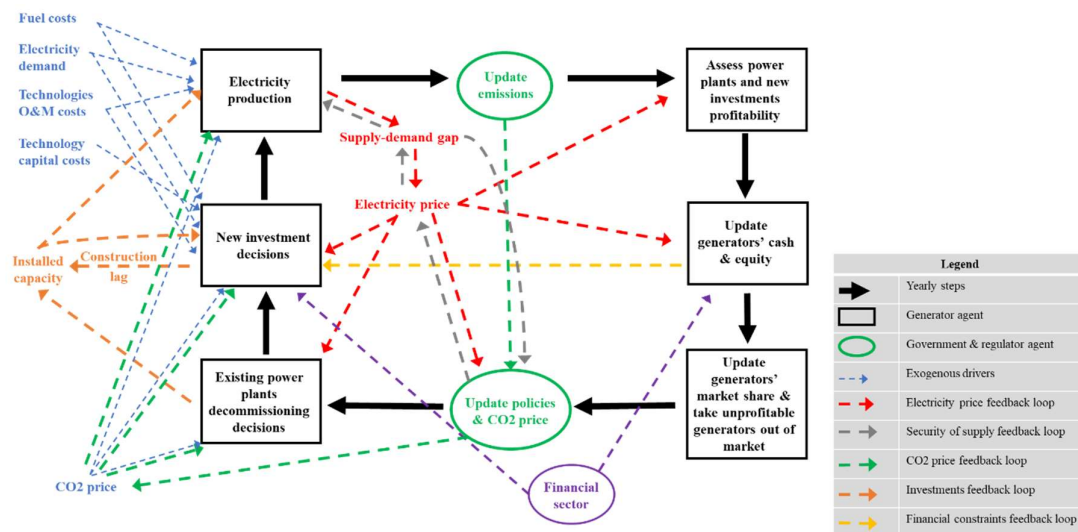 Fuel costs
Electricity
demand
Technologies
O&M costs
Technology
capital costs
Electricity
production
Update
emissions
Assess power
plants and new
investments
profitability
Supply-demand gap
Electricity price
New investment
decisions
Update
generators' cash
& equity
Installed
capacity
Construction
lag
Existing power
plants
decommissioning
decisions
Update policies
& CO2 price
Update
generators'
market share &
take unprofitable
generators out of
market
CO2 price
Financial
sector
Legend
Yearly steps
Generator agent
Government & regulator agent
Exogenous drivers
Electricity price feedback loop
Security of supply feedback loop
CO2 price feedback loop
Investments feedback loop
Financial constraints feedback loop